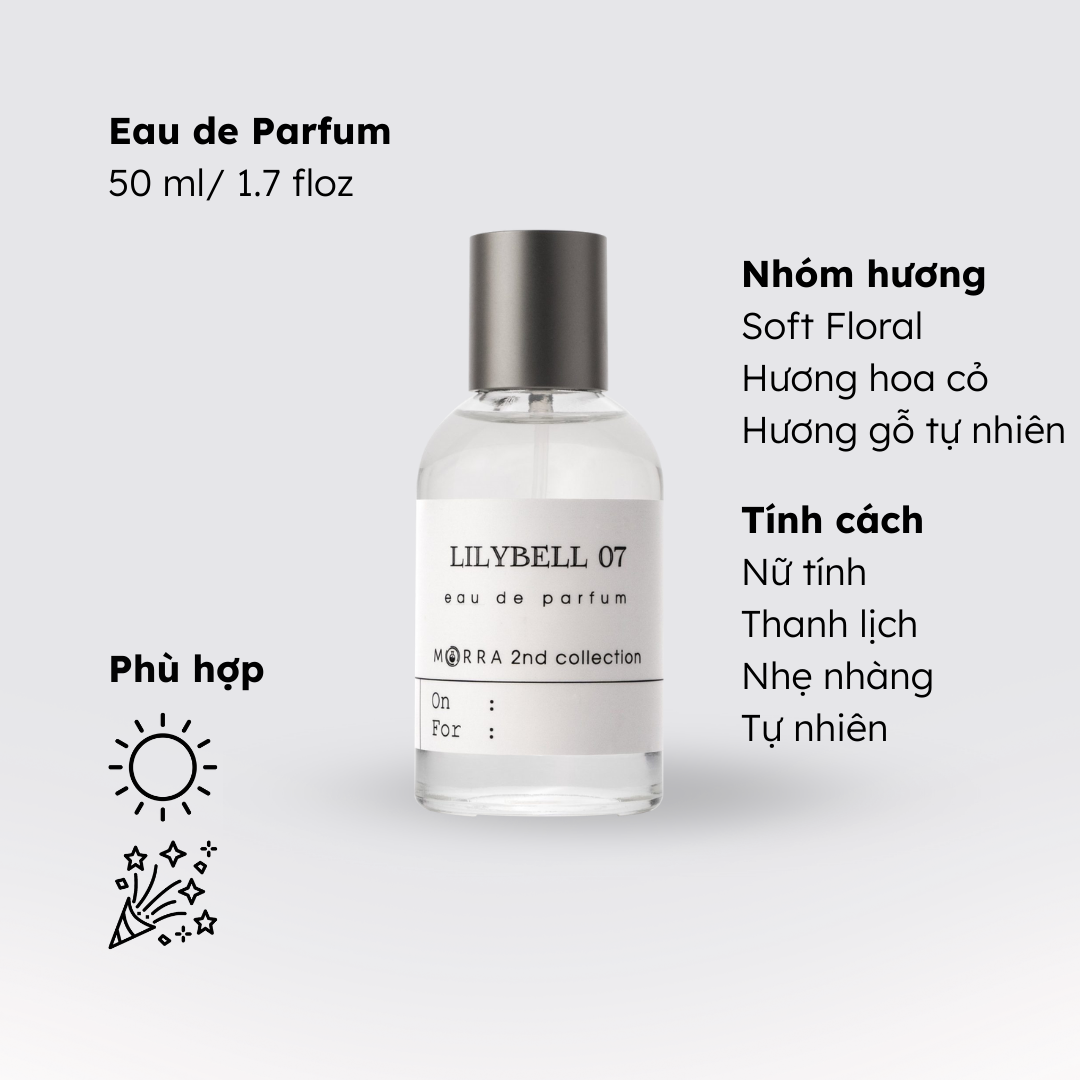 Eau de Parfum
50 ml/ 1.7 floz
Nhóm hương
Soft Floral
Hương hoa cỏ
Hương gỗ tự nhiên
Tính cách
Nữ tính
Thanh lịch
Nhẹ nhàng
Tự nhiên
LILYBELL 07
eau de parfum
MORRA 2nd collection
On :
For :
Phù hợp